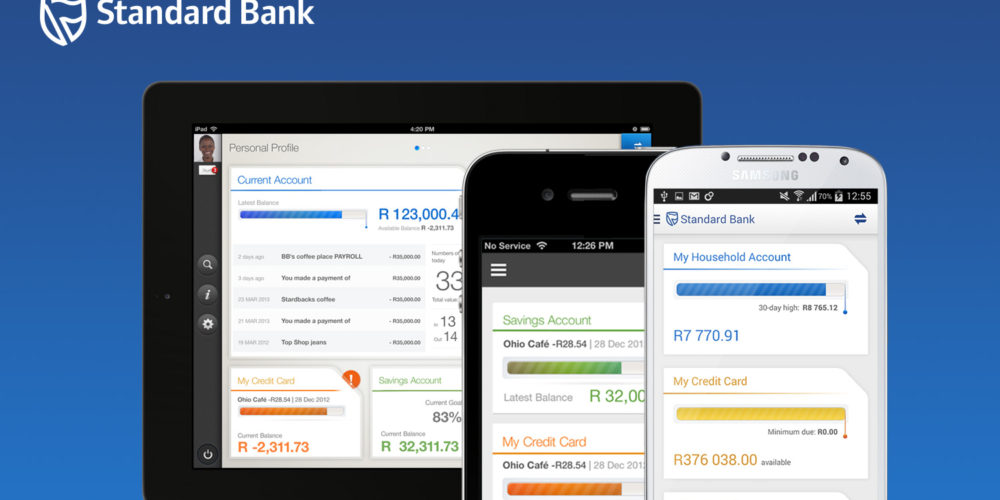 Standard Bank
iPad
4:20 PM
Personal Profile
Current Account
Latest Balance
R 123,000.4
Available Balance R -2,311.73
2 days ago BB's coffee place PAYROLL - R35,000.00
3 days ago You made a payment of - R35,000.00
23 MAR 2013 Stardbacks coffee - R35,000.00
21 MAR 2013 You made a payment of - R35,000.00
19 MAR 2012 Top Shop jeans - R35,000.00
Numbers of
today
33
Total value
In 13
Out 14
My Credit Card
Ohio Café -R28.54 | 28 Dec 2012
Current Balance
R -2,311.73
Savings Account
Current Goal
83%
Current Balance
R 32,311.73
No Service
12:26 PM
Savings Account
Ohio Café -R28.54 | 28 Dec 2012
Latest Balance R 32,00
My Credit Card
Ohio Café -R28.54 | 28 Dec
SAMSUNG
70% 12:55
Standard Bank
My Household Account
30-day high: R8 765.12
R7 770.91
My Credit Card
Minimum due: R0.00
R376 038.00 available